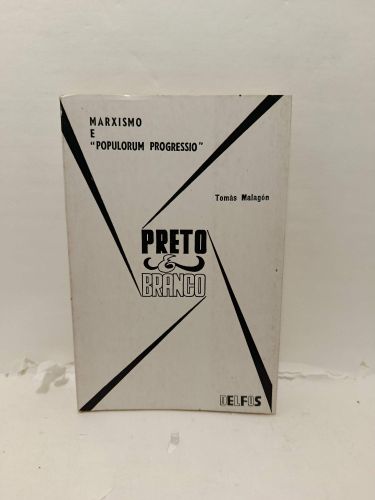 MARXISMO
E
"POPULORUM PROGRESSIO"
Tomás Malagón
PRETO
&
BRANCO
DELFOS